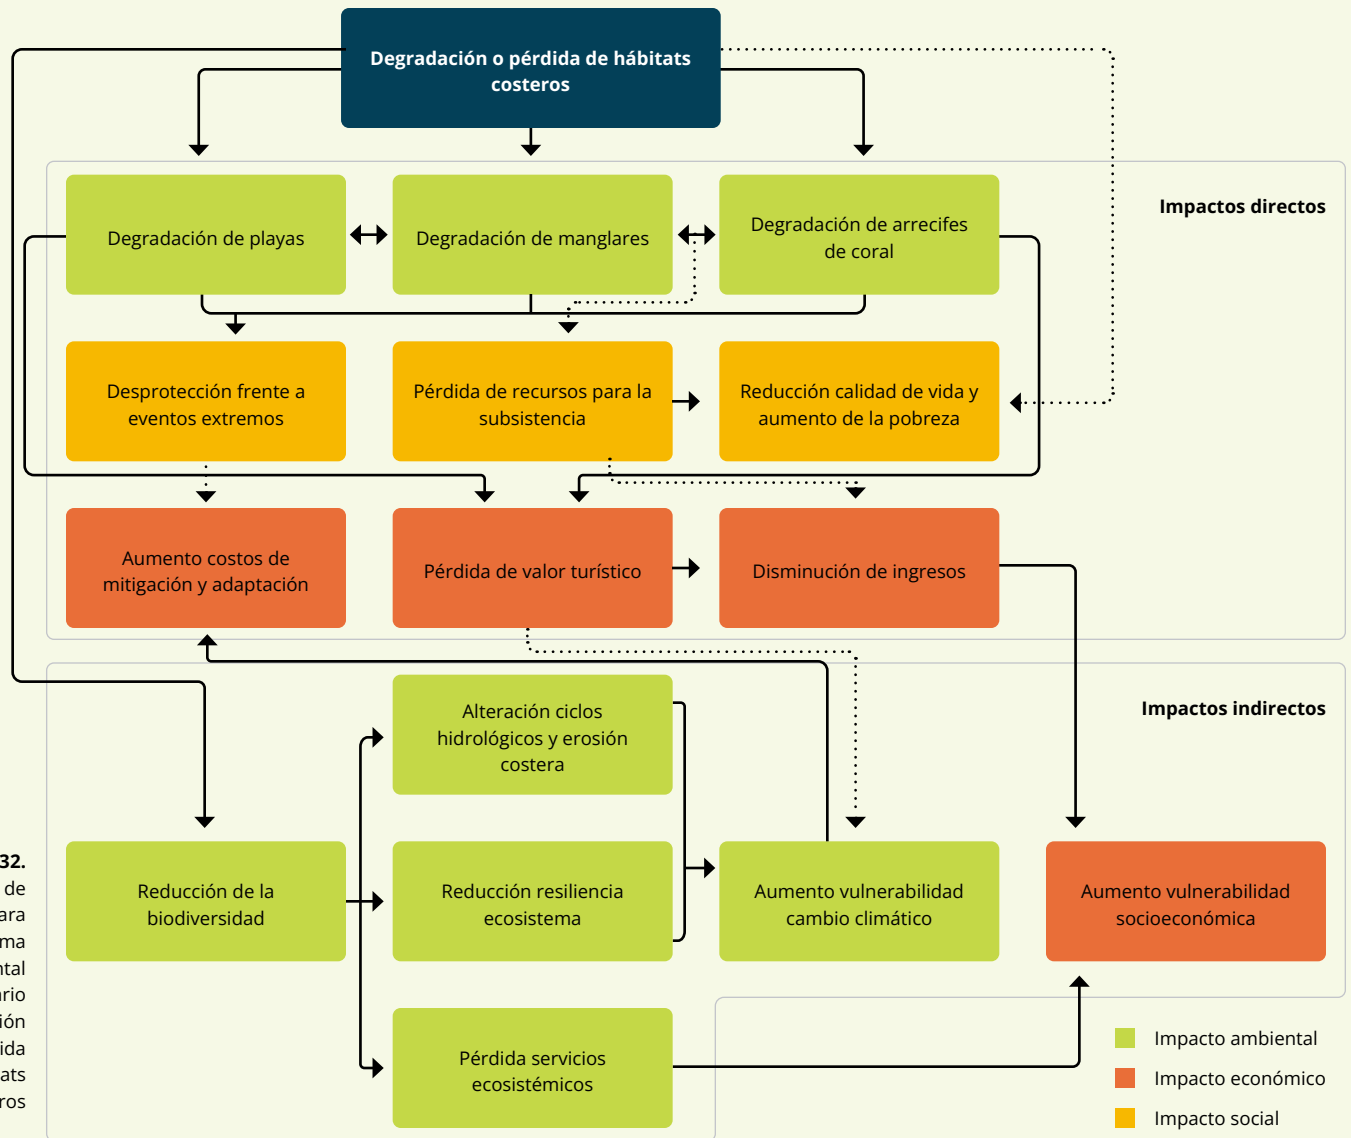 Degradación o pérdida de hábitats
costeros
Impactos directos
Degradación de playas
Degradación de manglares
Degradación de arrecifes
de coral
Desprotección frente a
eventos extremos
Pérdida de recursos para la
subsistencia
Reducción calidad de vida y
aumento de la pobreza
Aumento costos de
mitigación y adaptación
Pérdida de valor turístico
Disminución de ingresos
Impactos indirectos
Alteración ciclos
hidrológicos y erosión
costera
Reducción de la
biodiversidad
Reducción resiliencia
ecosistema
Aumento vulnerabilidad
cambio climático
Aumento vulnerabilidad
socioeconómica
Pérdida servicios
ecosistémicos
32.
de
Impacto ambiental
Impacto económico
Impacto social